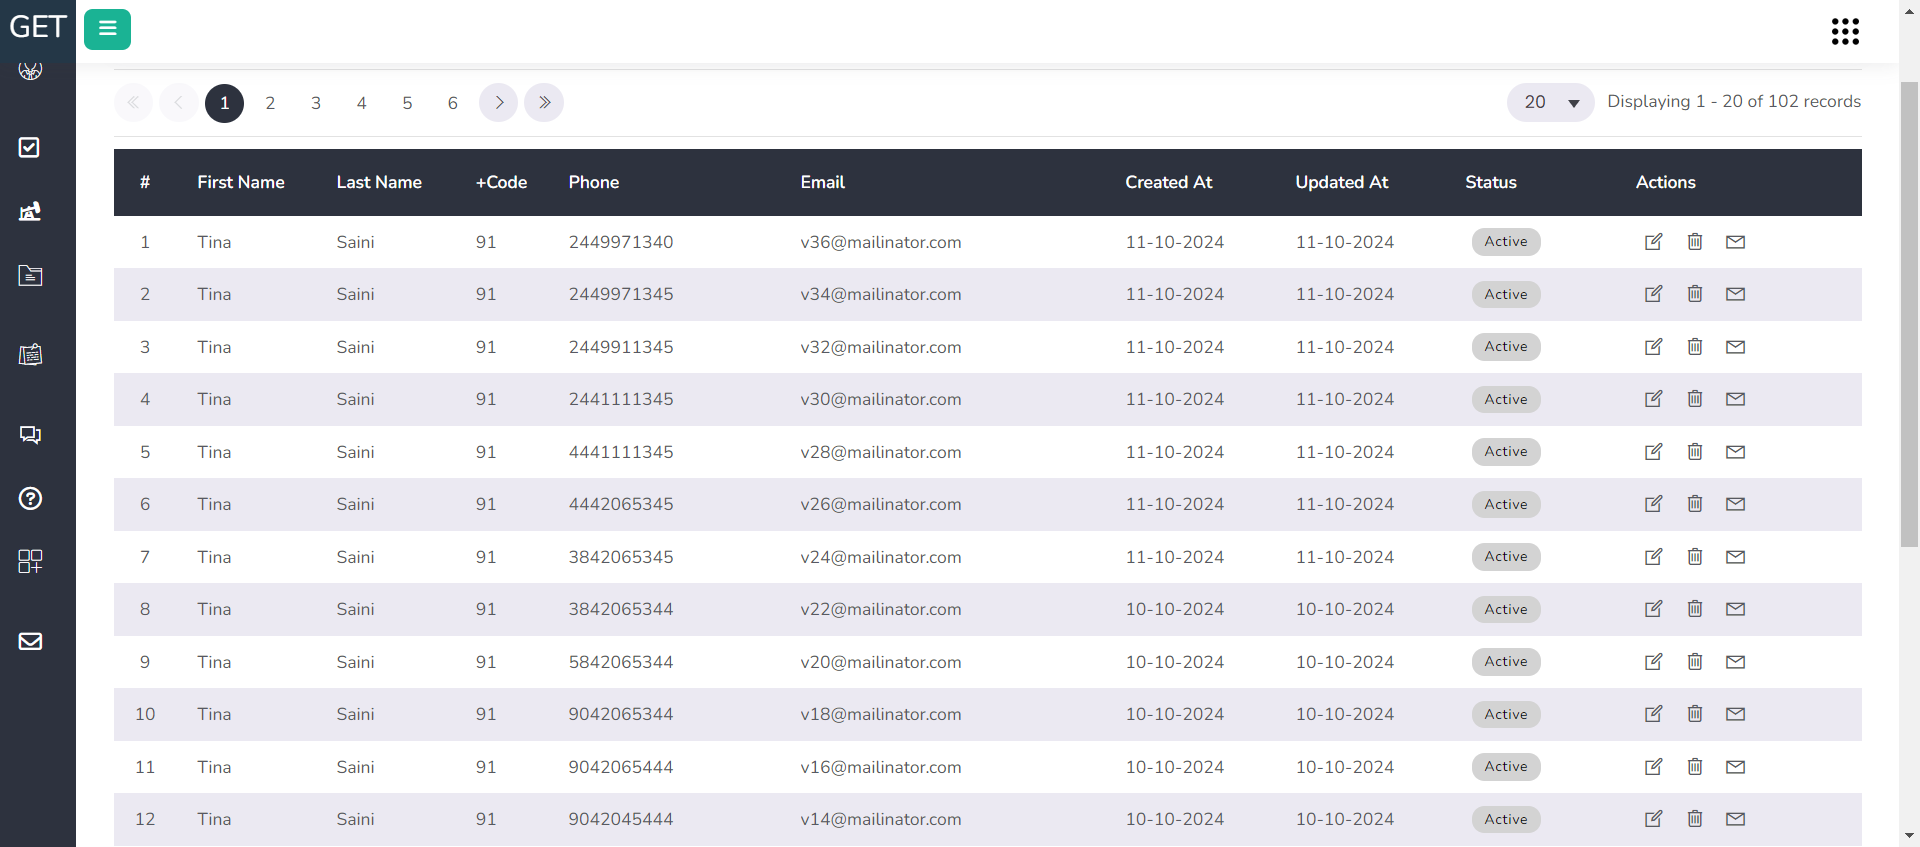 GET
1 2 3 4 5 6 20 Displaying 1 - 20 of 102 records
# First Name Last Name +Code Phone Email Created At Updated At Status Actions
1 Tina Saini 91 2449971340 v36@mailinator.com 11-10-2024 11-10-2024 Active
2 Tina Saini 91 2449971345 v34@mailinator.com 11-10-2024 11-10-2024 Active
3 Tina Saini 91 2449911345 v32@mailinator.com 11-10-2024 11-10-2024 Active
4 Tina Saini 91 2441111345 v30@mailinator.com 11-10-2024 11-10-2024 Active
5 Tina Saini 91 4441111345 v28@mailinator.com 11-10-2024 11-10-2024 Active
6 Tina Saini 91 4442065345 v26@mailinator.com 11-10-2024 11-10-2024 Active
7 Tina Saini 91 3842065345 v24@mailinator.com 11-10-2024 11-10-2024 Active
8 Tina Saini 91 3842065344 v22@mailinator.com 10-10-2024 10-10-2024 Active
9 Tina Saini 91 5842065344 v20@mailinator.com 10-10-2024 10-10-2024 Active
10 Tina Saini 91 9042065344 v18@mailinator.com 10-10-2024 10-10-2024 Active
11 Tina Saini 91 9042065444 v16@mailinator.com 10-10-2024 10-10-2024 Active
12 Tina Saini 91 9042045444 v14@mailinator.com 10-10-2024 10-10-2024 Active